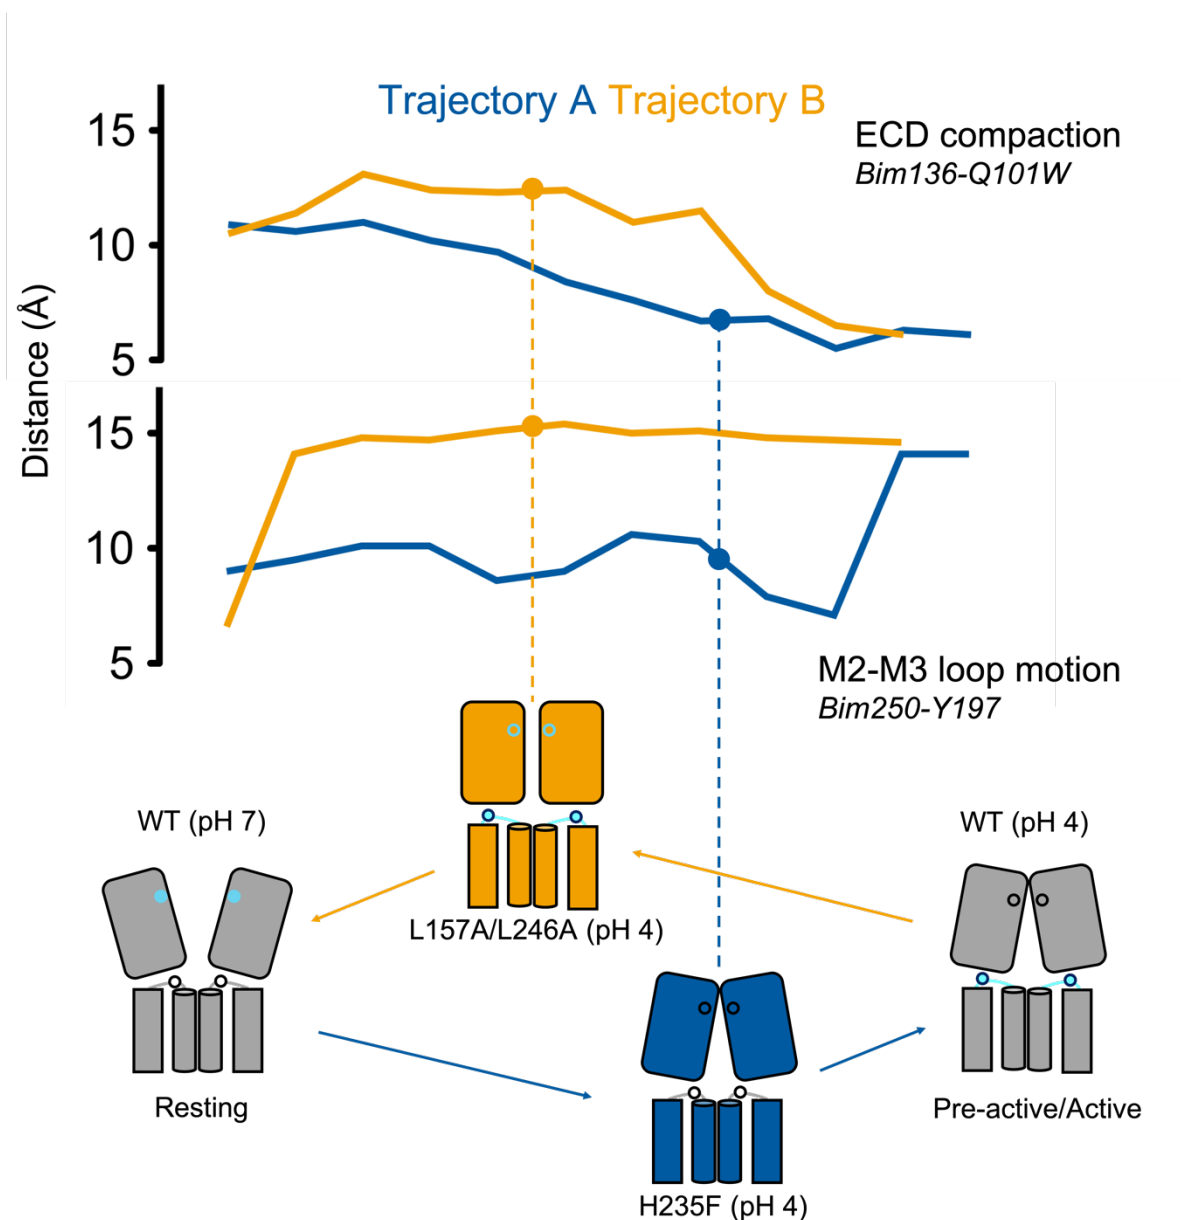 Trajectory A Trajectory B
ECD compaction
Bim136-Q101W
15
10
5
Distance (Å)
15
10
5
M2-M3 loop motion
Bim250-Y197
WT (pH 7)
WT (pH 4)
L157A/L246A (pH 4)
Resting
Pre-active/Active
H235F (pH 4)